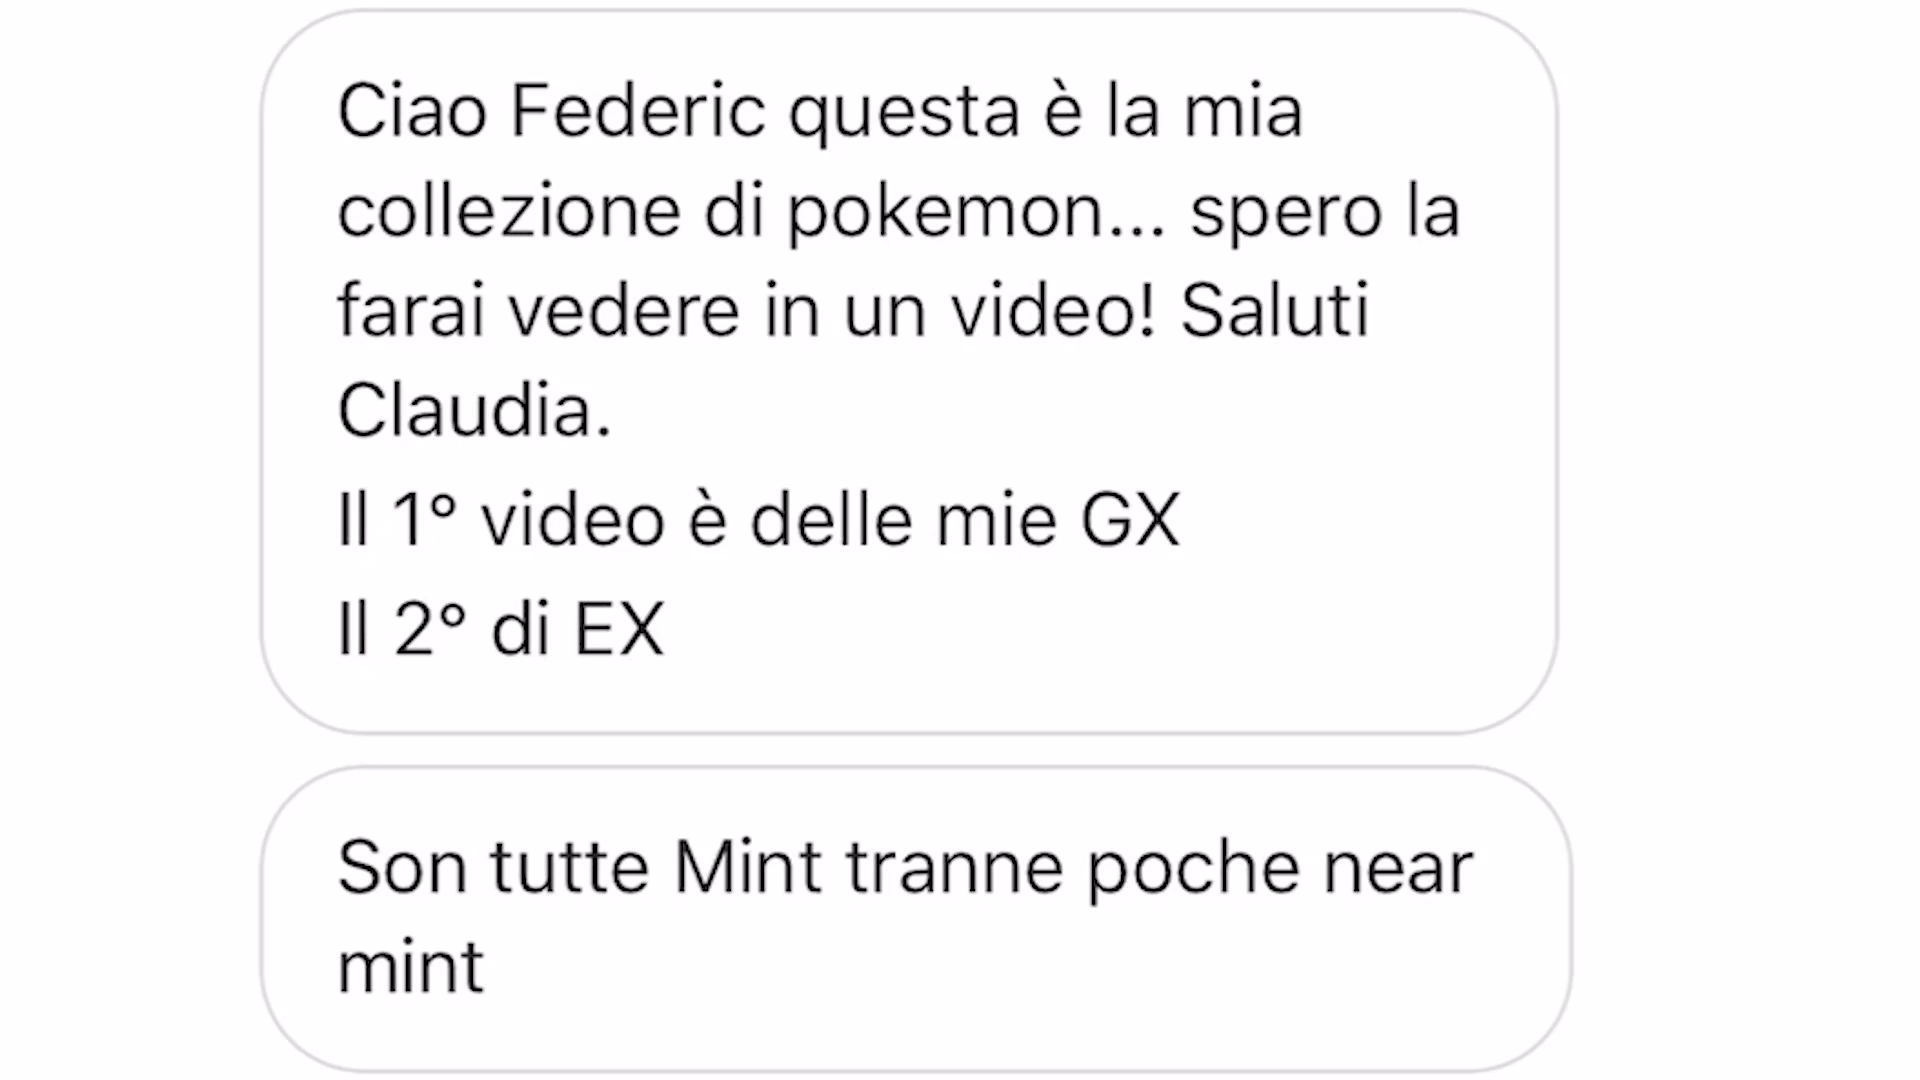 Ciao Federic questa è la mia
collezione di pokemon... spero la
farai vedere in un video! Saluti
Claudia.
Il 1° video è delle mie GX
Il 2° di EX
Son tutte Mint tranne poche near
mint